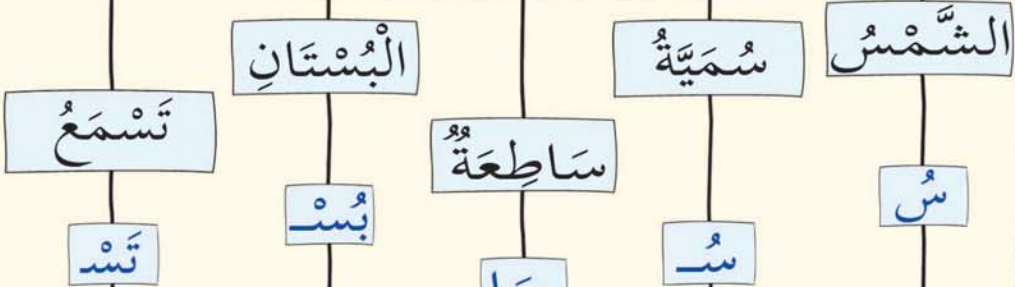 الشَّمْسُ
سُمَيَّةُ
سَاطِعَةٌ
الْبُسْتَانِ
تَسْمَعُ
سُ
سُـ
سَا
بُسْـ
تَسْـ